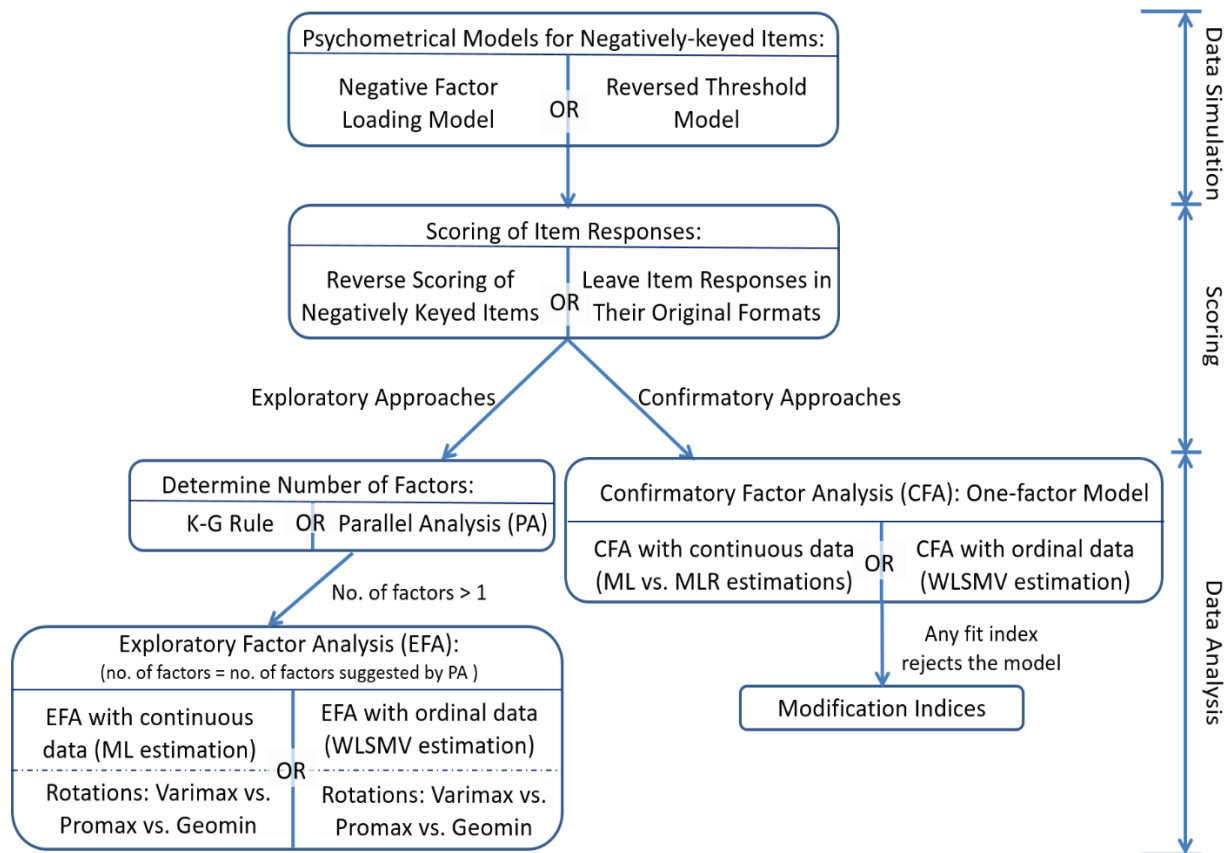 Psychometrical Models for Negatively-keyed Items:
Negative Factor
Loading Model
OR
Reversed Threshold
Model
Data Simulation
Scoring of Item Responses:
Reverse Scoring of
Negatively Keyed Items
OR
Leave Item Responses in
Their Original Formats
Scoring
Exploratory Approaches
Confirmatory Approaches
Determine Number of Factors:
K-G Rule
OR
Parallel Analysis (PA)
No. of factors > 1
Confirmatory Factor Analysis (CFA): One-factor Model
CFA with continuous data
(ML vs. MLR estimations)
OR
CFA with ordinal data
(WLSMV estimation)
Any fit index
rejects the model
Modification Indices
Exploratory Factor Analysis (EFA):
(no. of factors = no. of factors suggested by PA )
EFA with continuous
data (ML estimation)
OR
EFA with ordinal data
(WLSMV estimation)
Rotations: Varimax vs.
Promax vs. Geomin
Rotations: Varimax vs.
Promax vs. Geomin
Data Analysis